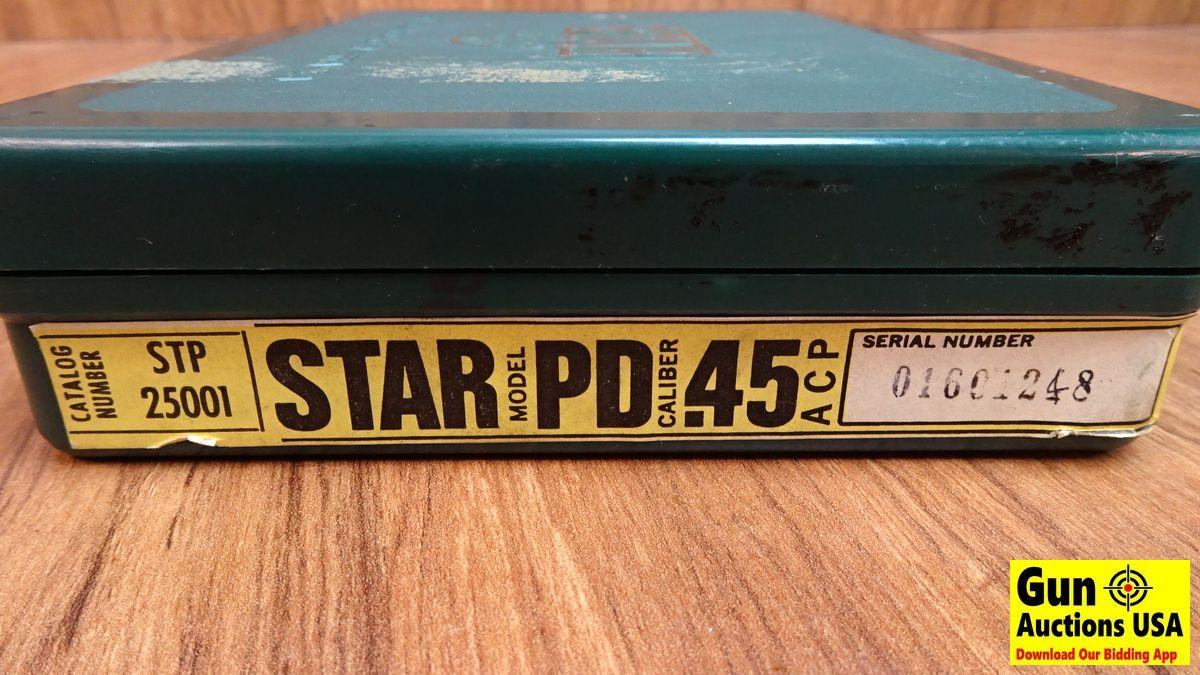 CATALOG NUMBER
STP
25001
STAR MODEL PD CALIBER .45 ACP
SERIAL NUMBER
01601248
Gun
Auctions USA
Download Our Bidding App